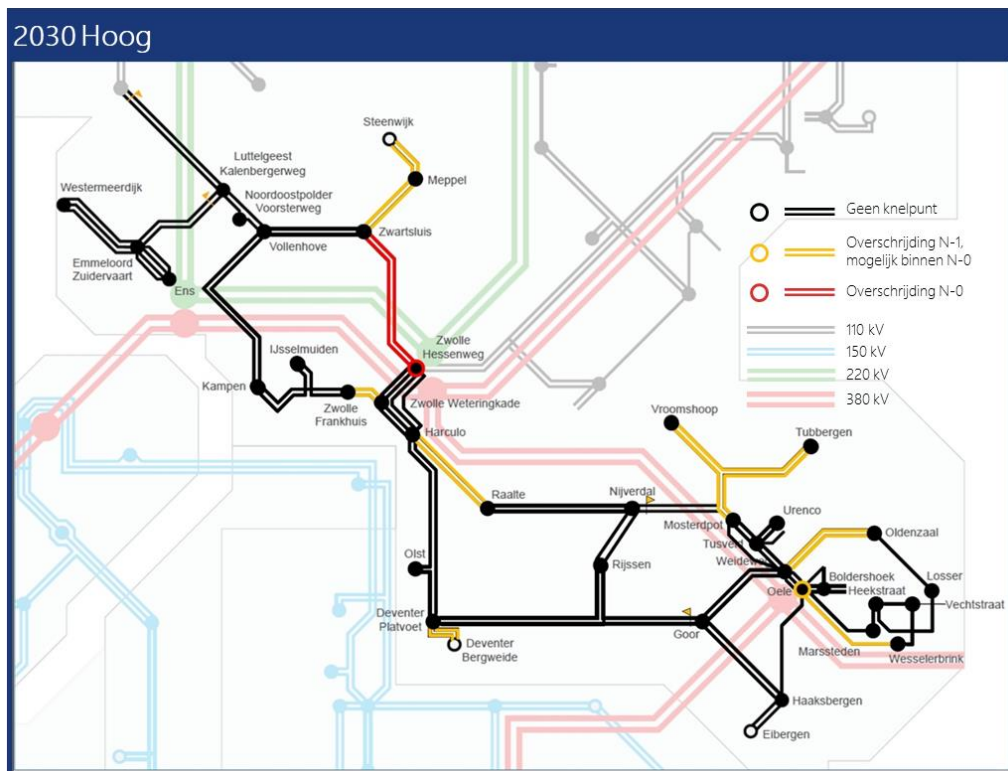 2030 Hoog
Steenwijk
Meppel
Luttelgeest
Kalenbergerweg
Westermeerdijk
Noordoostpolder
Voorsterweg
Zwartsluis
Vollenhove
Emmeloord
Zuidervaart
Ens
Geen knelpunt
Overschrijding N-1,
mogelijk binnen N-0
Overschrijding N-0
110 kV
150 kV
220 kV
380 kV
Zwolle
Hessenweg
IJsselmuiden
Kampen
Zwolle
Frankhuis
Zwolle Weteringkade
Harculo
Vroomshoop
Tubbergen
Raalte
Nijverdal
Mosterdpot
Urenco
Tusveld
Oldenzaal
Weideweg
Olst
Rijssen
Oele
Boldershoek
Heekstraat
Losser
Vechtstraat
Deventer
Platvoet
Goor
Deventer
Bergweide
Marssteden
Wesselerbrink
Haaksbergen
Eibergen